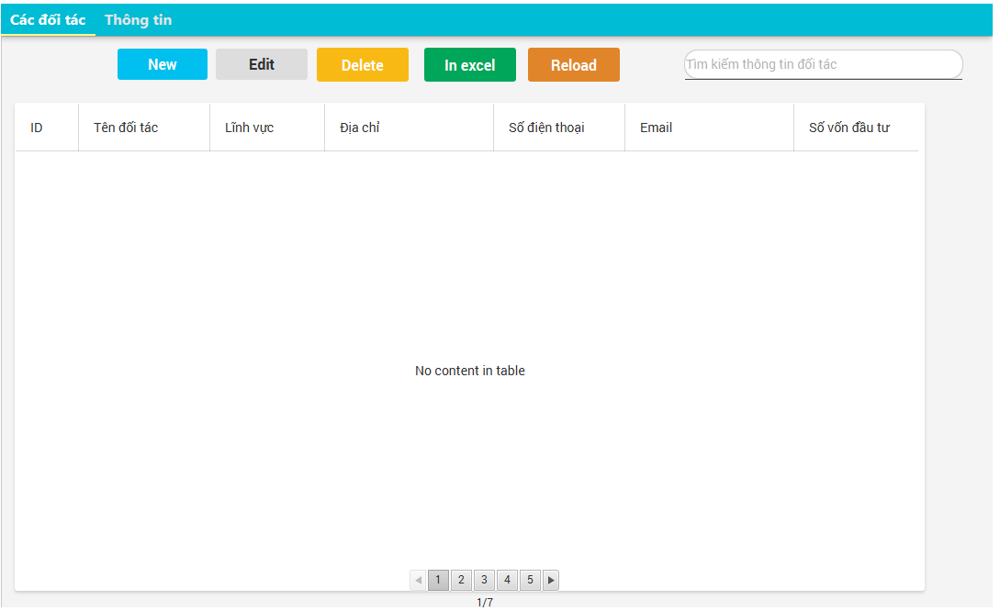 Các đối tác Thông tin
New Edit Delete In excel Reload Tìm kiếm thông tin đối tác
ID Tên đối tác Lĩnh vực Địa chỉ Số điện thoại Email Số vốn đầu tư
No content in table
1 2 3 4 5
1/7